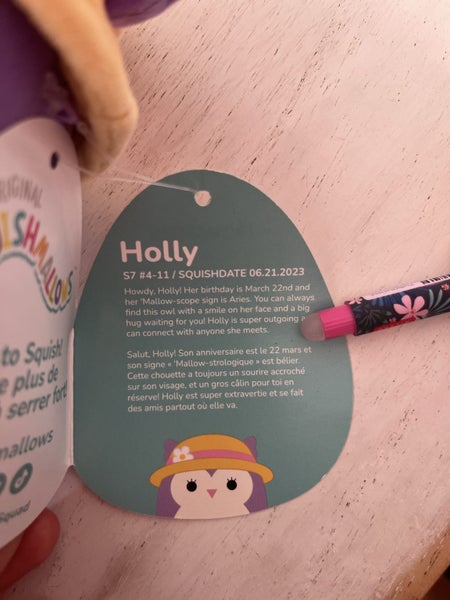 ORIGINAL
SQUISHMALLOWS
to Squish!
plus de
serrer fort
mallows
Squad
Holly
S7 #4-11 / SQUISHDATE 06.21.2023
Howdy, Holly! Her birthday is March 22nd and
her 'Mallow-scope sign is Aries. You can always
find this owl with a smile on her face and a big
hug waiting for you! Holly is super outgoing
can connect with anyone she meets.
Salut, Holly! Son anniversaire est le 22 mars et
son signe « 'Mallow-strologique » est bélier.
Cette chouette a toujours un sourire accroché
sur son visage, et un gros câlin pour toi en
réserve! Holly est super extravertie et se fait
des amis partout où elle va.